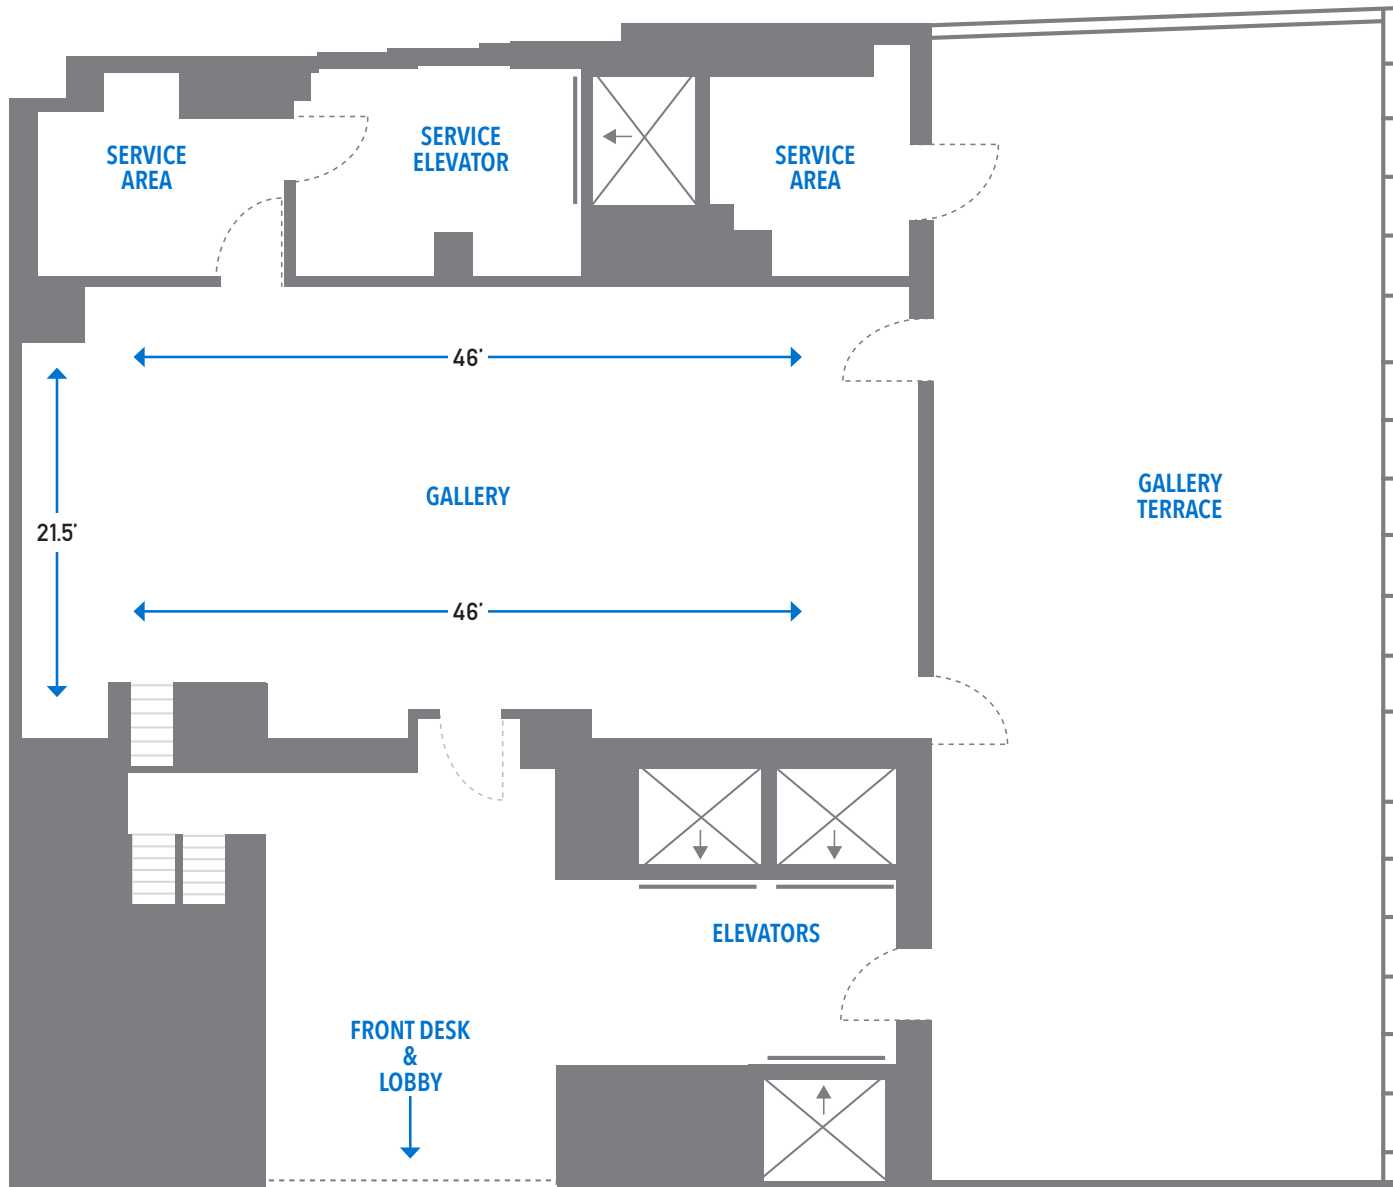 SERVICE
AREA
SERVICE
ELEVATOR
SERVICE
AREA
46’
GALLERY
21.5’
46’
GALLERY
TERRACE
ELEVATORS
FRONT DESK
&
LOBBY